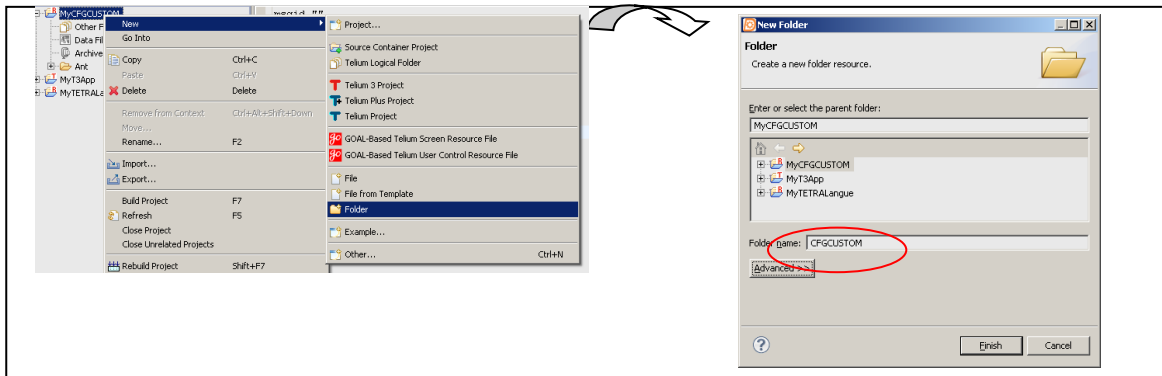 MyCFGCUSTOM
Other F
Data Fil
Archive
Ant
MyT3App
MyTETRALa
msgid ""
New
Go Into
Copy Ctrl+C
Paste Ctrl+V
Delete Delete
Remove from Context Ctrl+Alt+Shift+Down
Move...
Rename... F2
Import...
Export...
Build Project F7
Refresh F5
Close Project
Close Unrelated Projects
Rebuild Project Shift+F7
Project...
Source Container Project
Telium Logical Folder
Telium 3 Project
Telium Plus Project
Telium Project
GOAL-Based Telium Screen Resource File
GOAL-Based Telium User Control Resource File
File
File from Template
Folder
Example...
Other... Ctrl+N
New Folder
Folder
Create a new folder resource.
Enter or select the parent folder:
MyCFGCUSTOM
MyCFGCUSTOM
MyT3App
MyTETRALangue
Folder name: CFGCUSTOM
Advanced >>
Finish Cancel